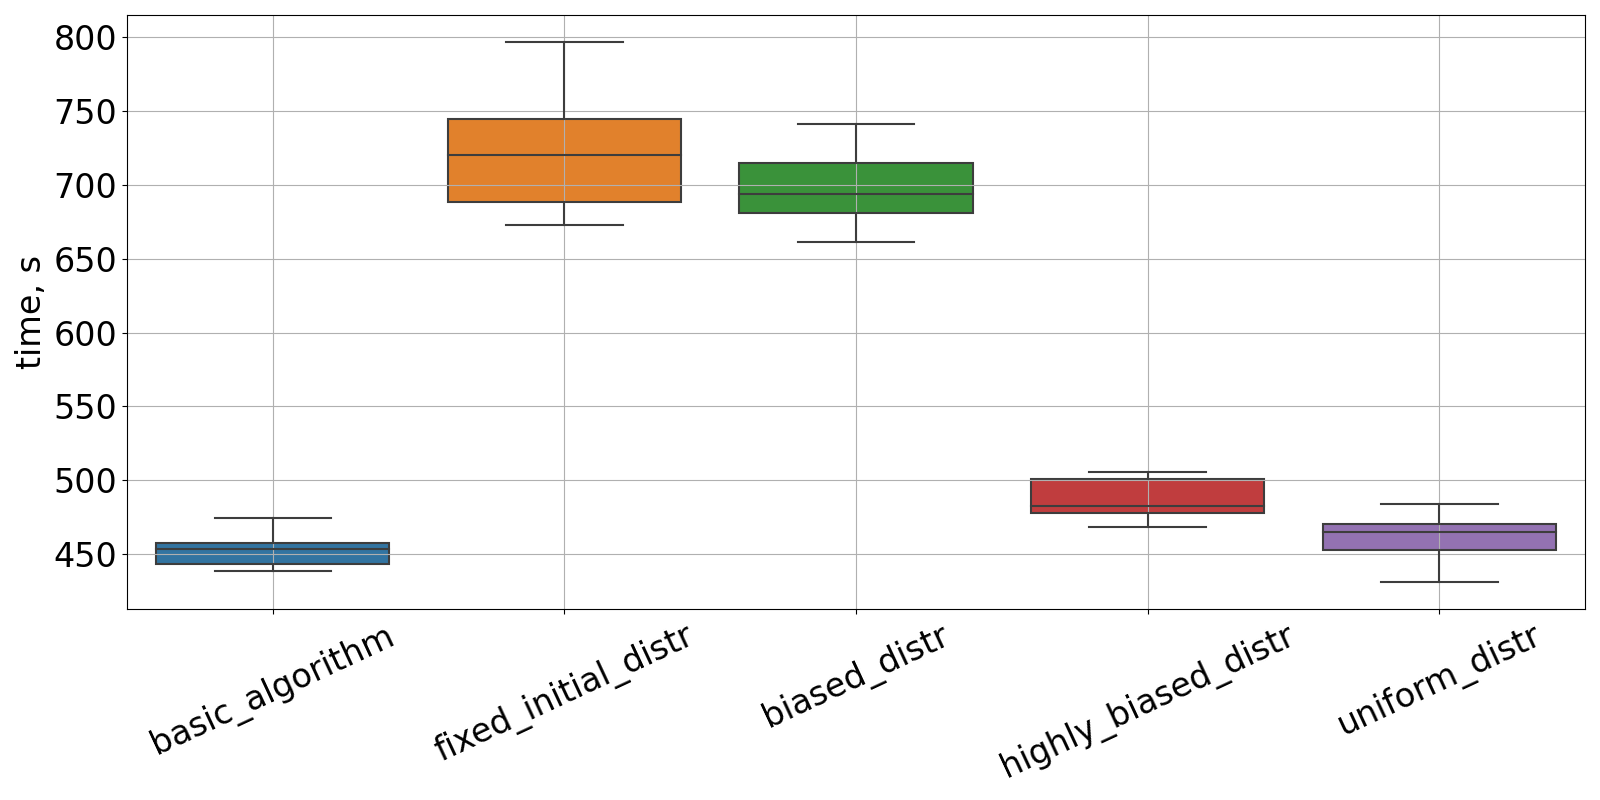 800
750
700
650
600
550
500
450
time, s
basic_algorithm
fixed_initial_distr
biased_distr
highly_biased_distr
uniform_distr